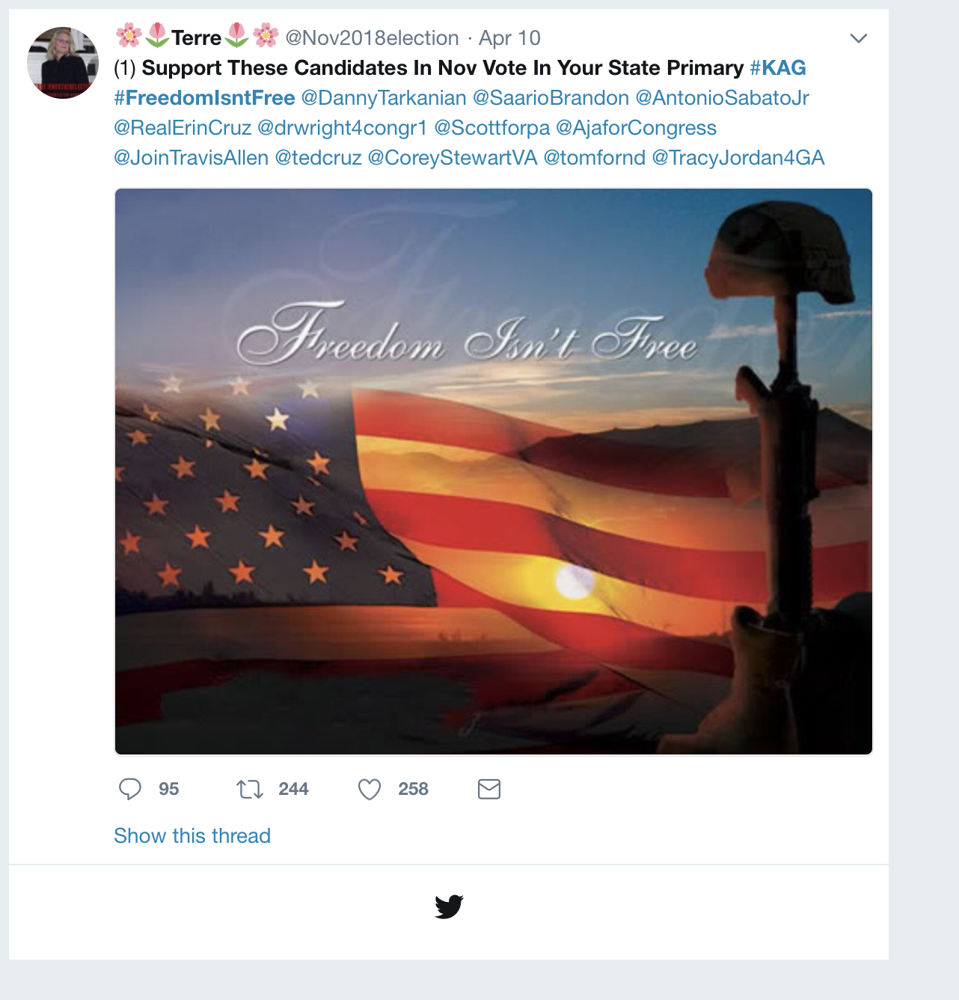 Terre @Nov2018election · Apr 10
(1) Support These Candidates In Nov Vote In Your State Primary #KAG
#FreedomIsntFree @DannyTarkanian @SaarioBrandon @AntonioSabatoJr
@RealErinCruz @drwright4congr1 @Scottforpa @AjaforCongress
@JoinTravisAllen @tedcruz @CoreyStewartVA @tomfornd @TracyJordan4GA
Freedom Isn't Free
95 244 258
Show this thread